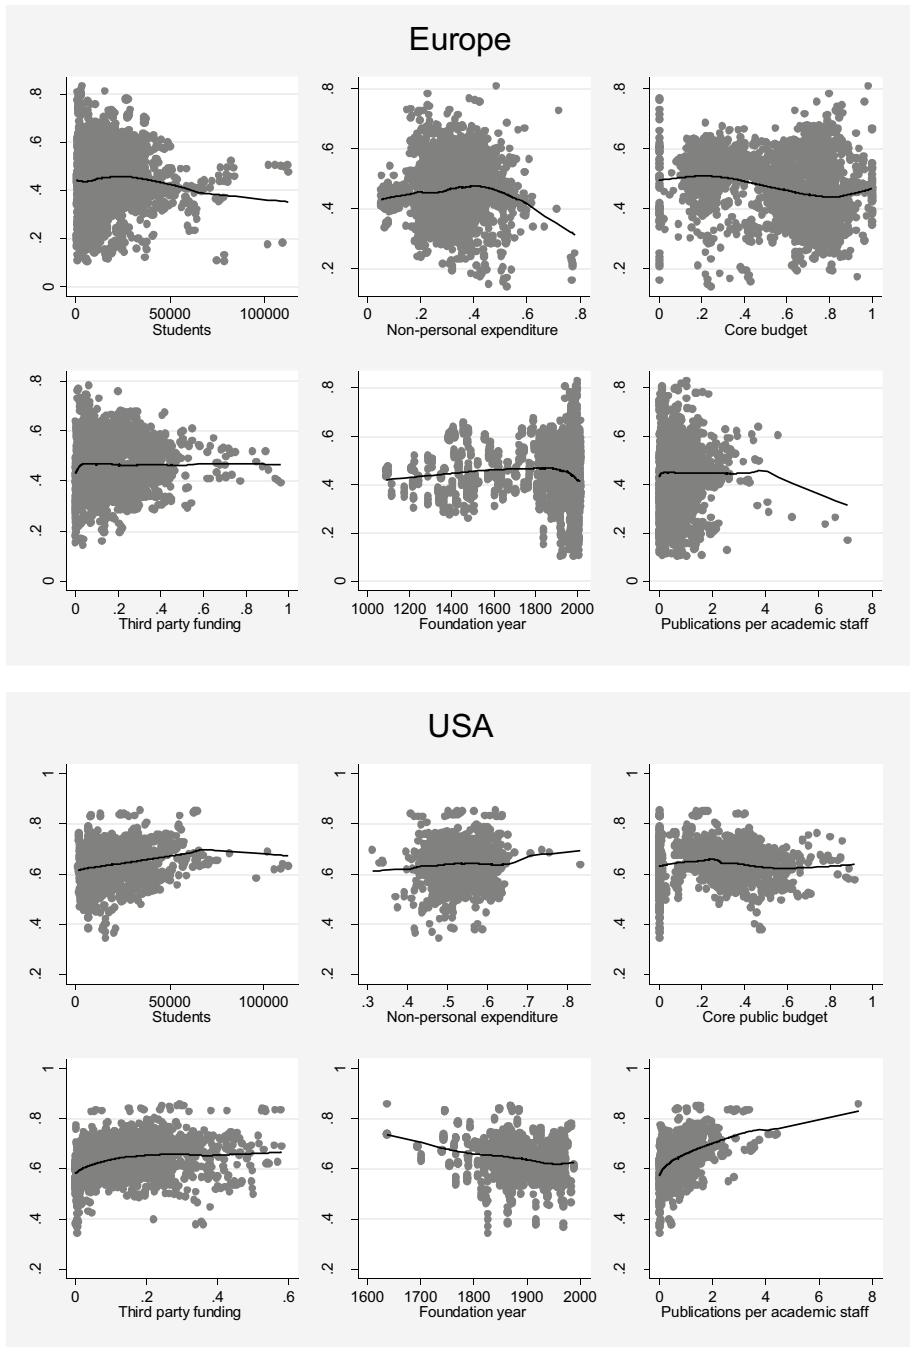 Europe
.8
.6
.4
.2
0
0 50000 100000
Students
.8
.6
.4
.2
0 .2 .4 .6 .8
Non-personal expenditure
.8
.6
.4
.2
0 .2 .4 .6 .8 1
Core budget
.8
.6
.4
.2
0
0 .2 .4 .6 .8 1
Third party funding
.8
.6
.4
.2
0
1000 1200 1400 1600 1800 2000
Foundation year
.8
.6
.4
.2
0
0 2 4 6 8
Publications per academic staff
USA
1
.8
.6
.4
.2
0 50000 100000
Students
1
.8
.6
.4
.2
.3 .4 .5 .6 .7 .8
Non-personal expenditure
1
.8
.6
.4
.2
0 .2 .4 .6 .8 1
Core public budget
1
.8
.6
.4
.2
0 .2 .4 .6
Third party funding
1
.8
.6
.4
.2
1600 1700 1800 1900 2000
Foundation year
1
.8
.6
.4
.2
0 2 4 6 8
Publications per academic staff